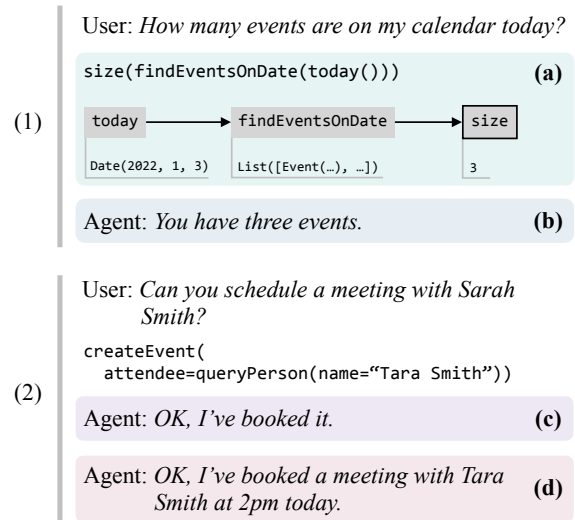 User: How many events are on my calendar today?
size(findEventsOnDate(today()))
(a)
(1)
today
findEventsOnDate
size
Date(2022, 1, 3)
List([Event(…), …])
3
Agent: You have three events.
(b)
User: Can you schedule a meeting with Sarah
Smith?
createEvent(
attendee=queryPerson(name=“Tara Smith”))
(2)
Agent: OK, I’ve booked it.
(c)
Agent: OK, I’ve booked a meeting with Tara
Smith at 2pm today.
(d)